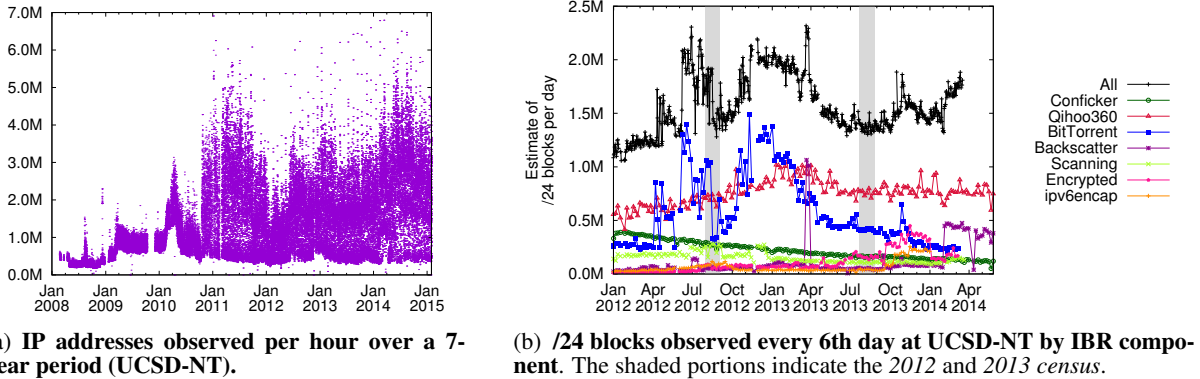 7.0M
6.0M
5.0M
4.0M
3.0M
2.0M
1.0M
0.0M
Jan Jan Jan Jan Jan Jan Jan Jan
2008 2009 2010 2011 2012 2013 2014 2015
a) IP addresses observed per hour over a 7-
ear period (UCSD-NT).
2.5M
2.0M
1.5M
1.0M
0.5M
0.0M
Estimate of
/24 blocks per day
Jan Apr Jul Oct Jan Apr Jul Oct Jan Apr
2012 2012 2012 2012 2013 2013 2013 2013 2014 2014
All
Conficker
Qihoo360
BitTorrent
Backscatter
Scanning
Encrypted
ipv6encap
(b) /24 blocks observed every 6th day at UCSD-NT by IBR compo-
nent. The shaded portions indicate the 2012 and 2013 census.